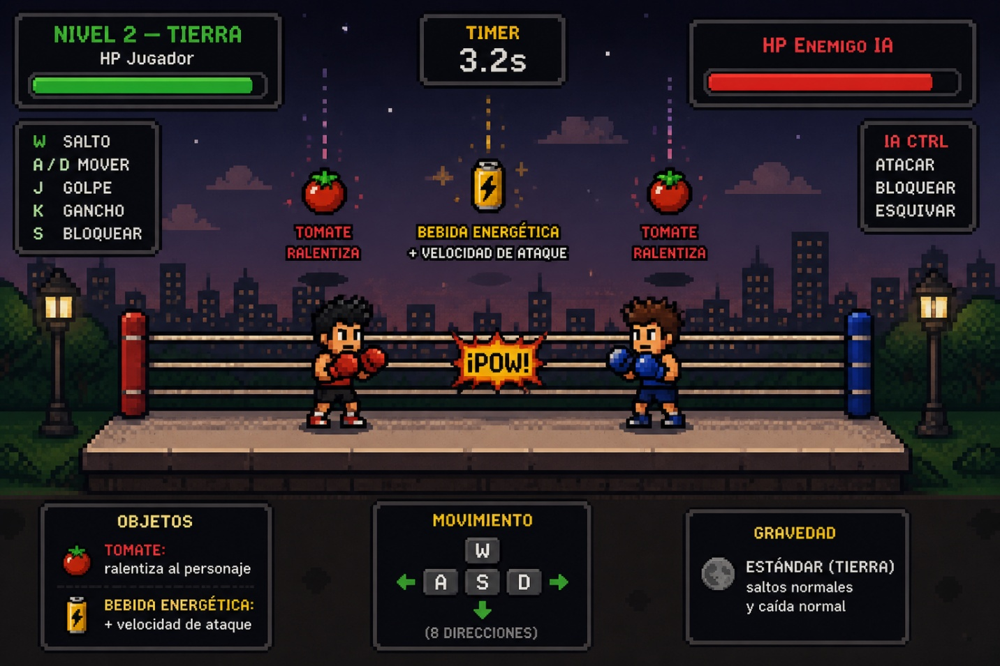 NIVEL 2 — TIERRA
HP Jugador
TIMER
3.2s
HP ENEMIGO IA
W SALTO
A/D MOVER
J GOLPE
K GANCHO
S BLOQUEAR
IA CTRL
ATACAR
BLOQUEAR
ESQUIVAR
TOMATE
RALENTIZA
BEBIDA ENERGÉTICA
+ VELOCIDAD DE ATAQUE
TOMATE
RALENTIZA
¡POW!
OBJETOS
TOMATE:
ralentiza al personaje
BEBIDA ENERGÉTICA:
+ velocidad de ataque
MOVIMIENTO
W
A S D
(8 DIRECCIONES)
GRAVEDAD
ESTÁNDAR (TIERRA)
saltos normales
y caída normal